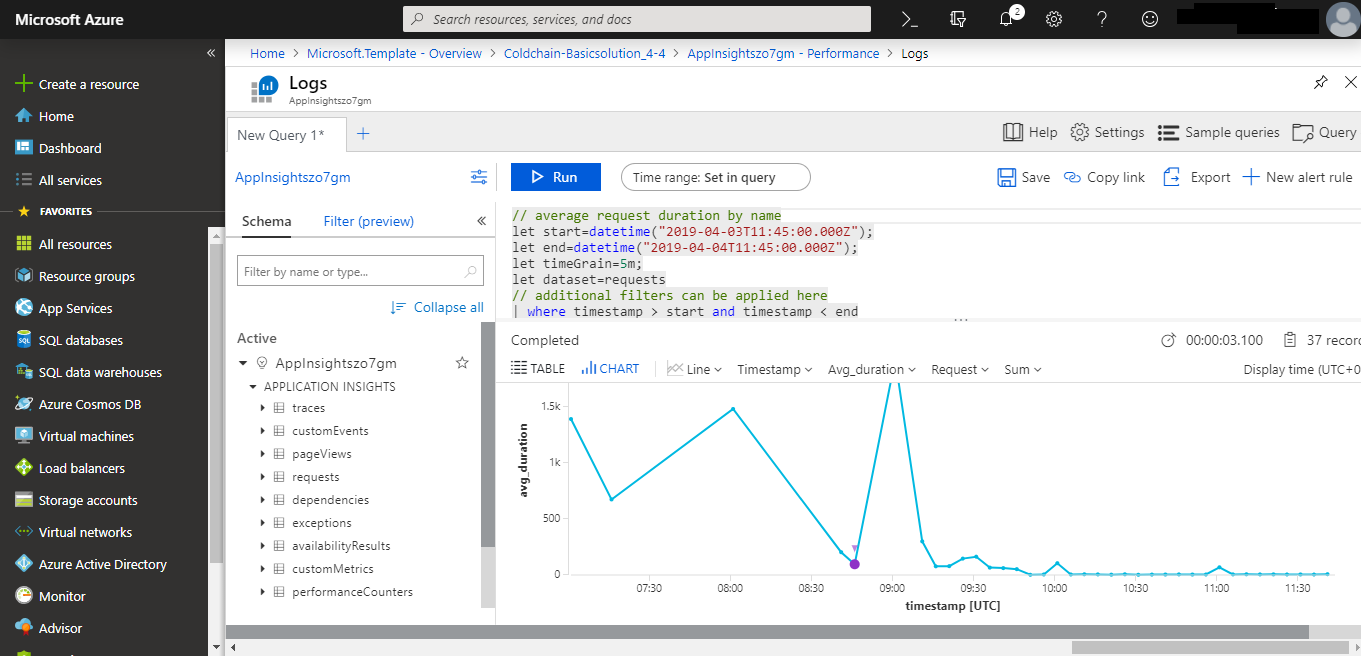 Microsoft Azure
Search resources, services, and docs
2
Create a resource
Home
Dashboard
All services
FAVORITES
All resources
Resource groups
App Services
SQL databases
SQL data warehouses
Azure Cosmos DB
Virtual machines
Load balancers
Storage accounts
Virtual networks
Azure Active Directory
Monitor
Advisor
Home > Microsoft.Template - Overview > Coldchain-Basicsolution_4-4 > AppInsightszo7gm - Performance > Logs
Logs
AppInsightszo7gm
New Query 1*
Help Settings Sample queries Query
AppInsightszo7gm
Run
Time range: Set in query
Save Copy link Export New alert rule
Schema Filter (preview)
Filter by name or type...
Collapse all
Active
AppInsightszo7gm
APPLICATION INSIGHTS
traces
customEvents
pageViews
requests
dependencies
exceptions
availabilityResults
customMetrics
performanceCounters
// average request duration by name
let start=datetime("2019-04-03T11:45:00.000Z");
let end=datetime("2019-04-04T11:45:00.000Z");
let timeGrain=5m;
let dataset=requests
// additional filters can be applied here
| where timestamp > start and timestamp < end
...
Completed 00:00:03.100 37 recor
TABLE CHART Line Timestamp Avg_duration Request Sum Display time (UTC+0
avg_duration
1.5k
1k
500
0
07:30 08:00 08:30 09:00 09:30 10:00 10:30 11:00 11:30
timestamp [UTC]